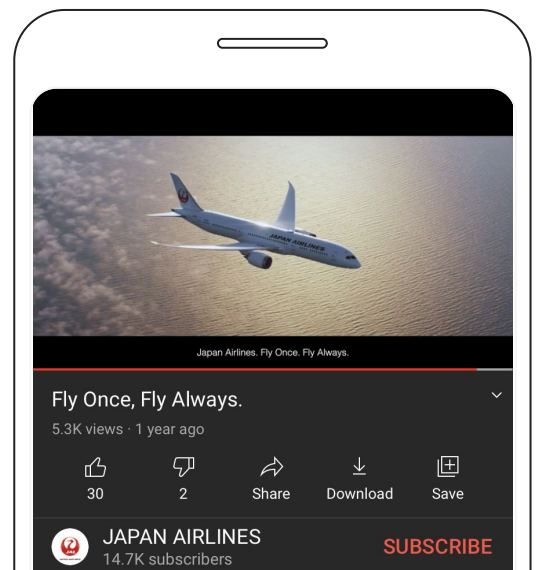 JAPAN AIRLINES
Japan Airlines. Fly Once. Fly Always.
Fly Once, Fly Always.
5.3K views · 1 year ago
30
2
Share
Download
Save
JAPAN AIRLINES
14.7K subscribers
SUBSCRIBE